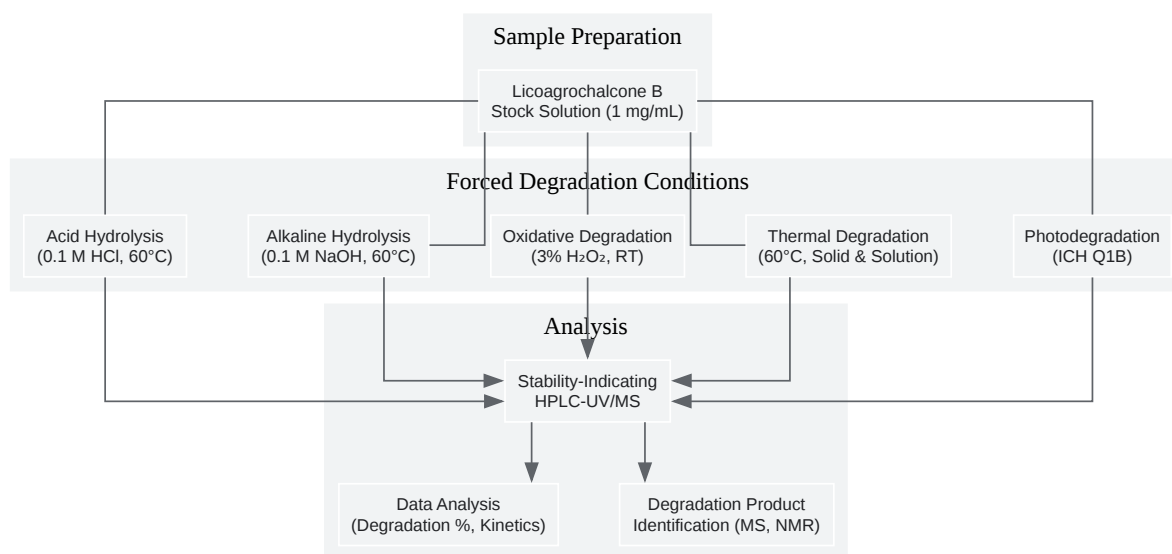 Sample Preparation
Licoagrochalcone B
Stock Solution (1 mg/mL)
Forced Degradation Conditions
Acid Hydrolysis
(0.1 M HCl, 60°C)
Alkaline Hydrolysis
(0.1 M NaOH, 60°C)
Oxidative Degradation
(3% H₂O₂, RT)
Thermal Degradation
(60°C, Solid & Solution)
Photodegradation
(ICH Q1B)
Analysis
Stability-Indicating
HPLC-UV/MS
Data Analysis
(Degradation %, Kinetics)
Degradation Product
Identification (MS, NMR)